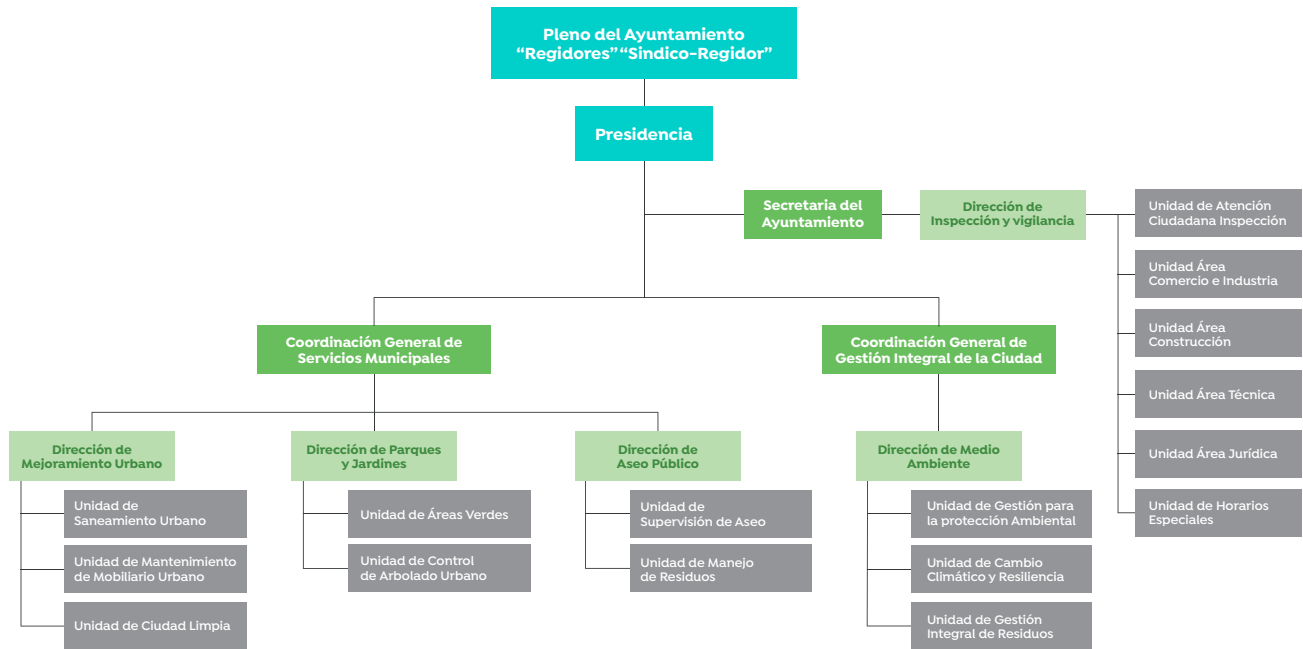 Pleno del Ayuntamiento
“Regidores” “Sindico-Regidor”
Presidencia
Secretaria del
Ayuntamiento
Dirección de
Inspección y vigilancia
Unidad de Atención
Ciudadana Inspección
Unidad Área
Comercio e Industria
Unidad Área
Construcción
Unidad Área Técnica
Unidad Área Jurídica
Unidad de Horarios
Especiales
Coordinación General de
Servicios Municipales
Coordinación General de
Gestión Integral de la Ciudad
Dirección de
Mejoramiento Urbano
Unidad de
Saneamiento Urbano
Unidad de Mantenimiento
de Mobiliario Urbano
Unidad de Ciudad Limpia
Dirección de Parques
y Jardines
Unidad de Áreas Verdes
Unidad de Control
de Arbolado Urbano
Dirección de
Aseo Público
Unidad de
Supervisión de Aseo
Unidad de Manejo
de Residuos
Dirección de Medio
Ambiente
Unidad de Gestión para
la protección Ambiental
Unidad de Cambio
Climático y Resiliencia
Unidad de Gestión
Integral de Residuos